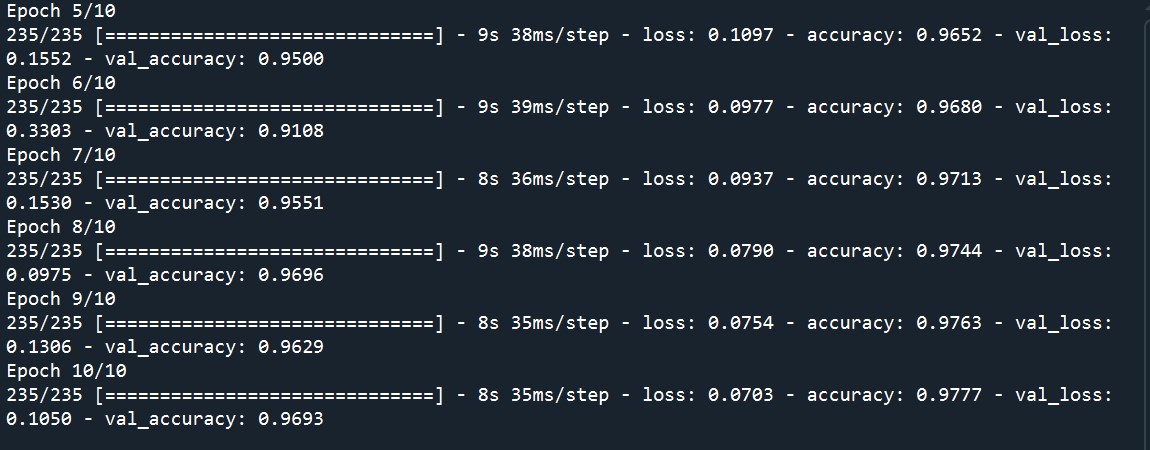 Epoch 5/10
235/235 [==============================] - 9s 38ms/step - loss: 0.1097 - accuracy: 0.9652 - val_loss:
0.1552 - val_accuracy: 0.9500
Epoch 6/10
235/235 [==============================] - 9s 39ms/step - loss: 0.0977 - accuracy: 0.9680 - val_loss:
0.3303 - val_accuracy: 0.9108
Epoch 7/10
235/235 [==============================] - 8s 36ms/step - loss: 0.0937 - accuracy: 0.9713 - val_loss:
0.1530 - val_accuracy: 0.9551
Epoch 8/10
235/235 [==============================] - 9s 38ms/step - loss: 0.0790 - accuracy: 0.9744 - val_loss:
0.0975 - val_accuracy: 0.9696
Epoch 9/10
235/235 [==============================] - 8s 35ms/step - loss: 0.0754 - accuracy: 0.9763 - val_loss:
0.1306 - val_accuracy: 0.9629
Epoch 10/10
235/235 [==============================] - 8s 35ms/step - loss: 0.0703 - accuracy: 0.9777 - val_loss:
0.1050 - val_accuracy: 0.9693